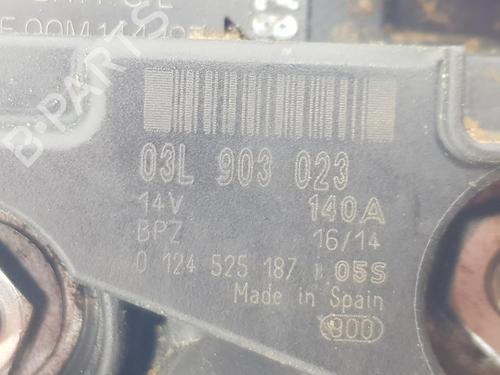 03L 903 023
14V 140A
BPZ 16/14
0 124 525 187 05S
Made in Spain
900
B-PARTS